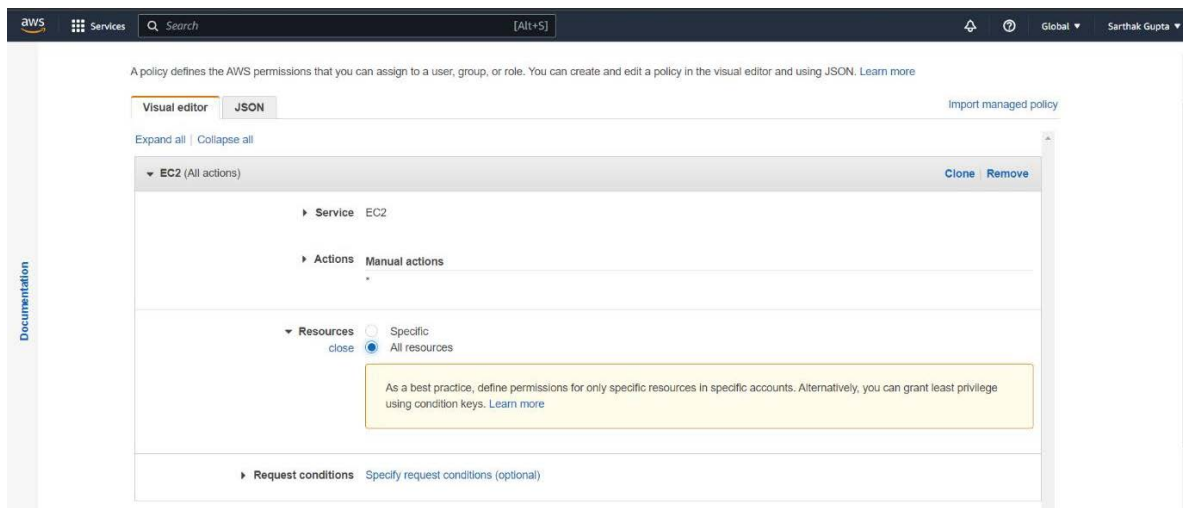 aws Services Search [Alt+S] Global Sarthak Gupta
A policy defines the AWS permissions that you can assign to a user, group, or role. You can create and edit a policy in the visual editor and using JSON. Learn more
Visual editor JSON Import managed policy
Expand all | Collapse all
EC2 (All actions) Clone | Remove
Service EC2
Actions Manual actions
*
Resources Specific
close All resources
As a best practice, define permissions for only specific resources in specific accounts. Alternatively, you can grant least privilege
using condition keys. Learn more
Request conditions Specify request conditions (optional)
Documentation